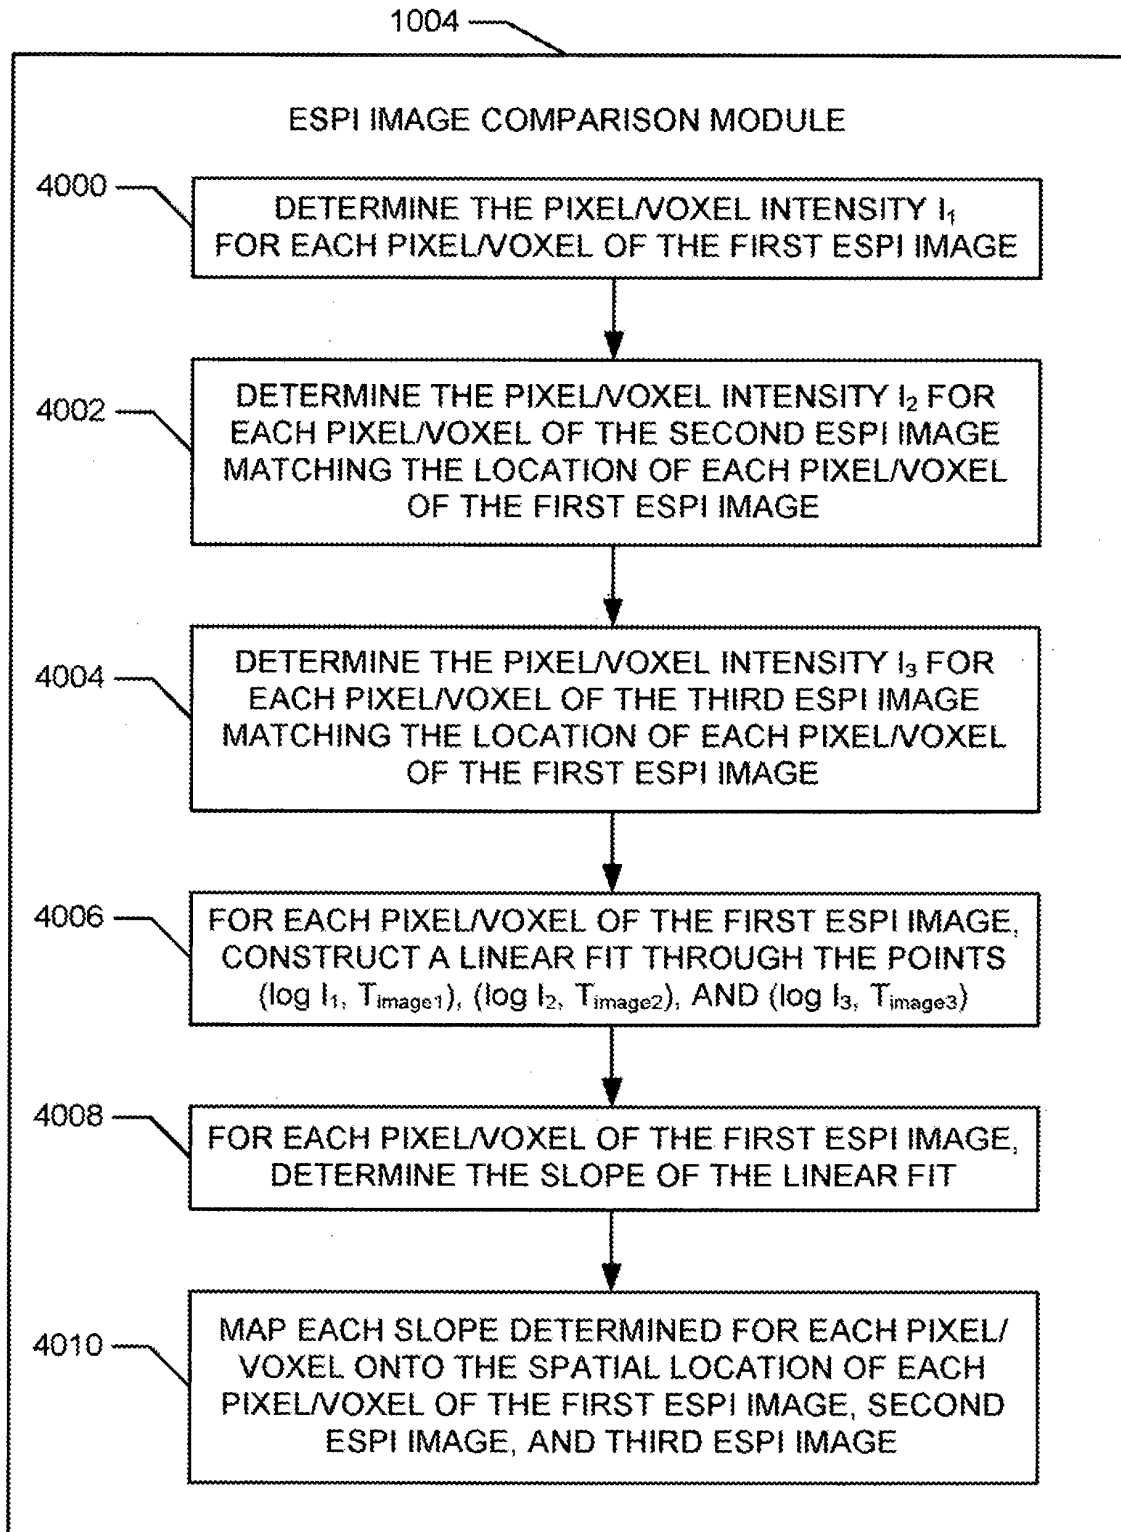 1004
ESPI IMAGE COMPARISON MODULE
4000
DETERMINE THE PIXEL/VOXEL INTENSITY I₁
FOR EACH PIXEL/VOXEL OF THE FIRST ESPI IMAGE
4002
DETERMINE THE PIXEL/VOXEL INTENSITY I₂ FOR
EACH PIXEL/VOXEL OF THE SECOND ESPI IMAGE
MATCHING THE LOCATION OF EACH PIXEL/VOXEL
OF THE FIRST ESPI IMAGE
4004
DETERMINE THE PIXEL/VOXEL INTENSITY I₃ FOR
EACH PIXEL/VOXEL OF THE THIRD ESPI IMAGE
MATCHING THE LOCATION OF EACH PIXEL/VOXEL
OF THE FIRST ESPI IMAGE
4006
FOR EACH PIXEL/VOXEL OF THE FIRST ESPI IMAGE,
CONSTRUCT A LINEAR FIT THROUGH THE POINTS
(log I₁, Timage1), (log I₂, Timage2), AND (log I₃, Timage3)
4008
FOR EACH PIXEL/VOXEL OF THE FIRST ESPI IMAGE,
DETERMINE THE SLOPE OF THE LINEAR FIT
4010
MAP EACH SLOPE DETERMINED FOR EACH PIXEL/
VOXEL ONTO THE SPATIAL LOCATION OF EACH
PIXEL/VOXEL OF THE FIRST ESPI IMAGE, SECOND
ESPI IMAGE, AND THIRD ESPI IMAGE